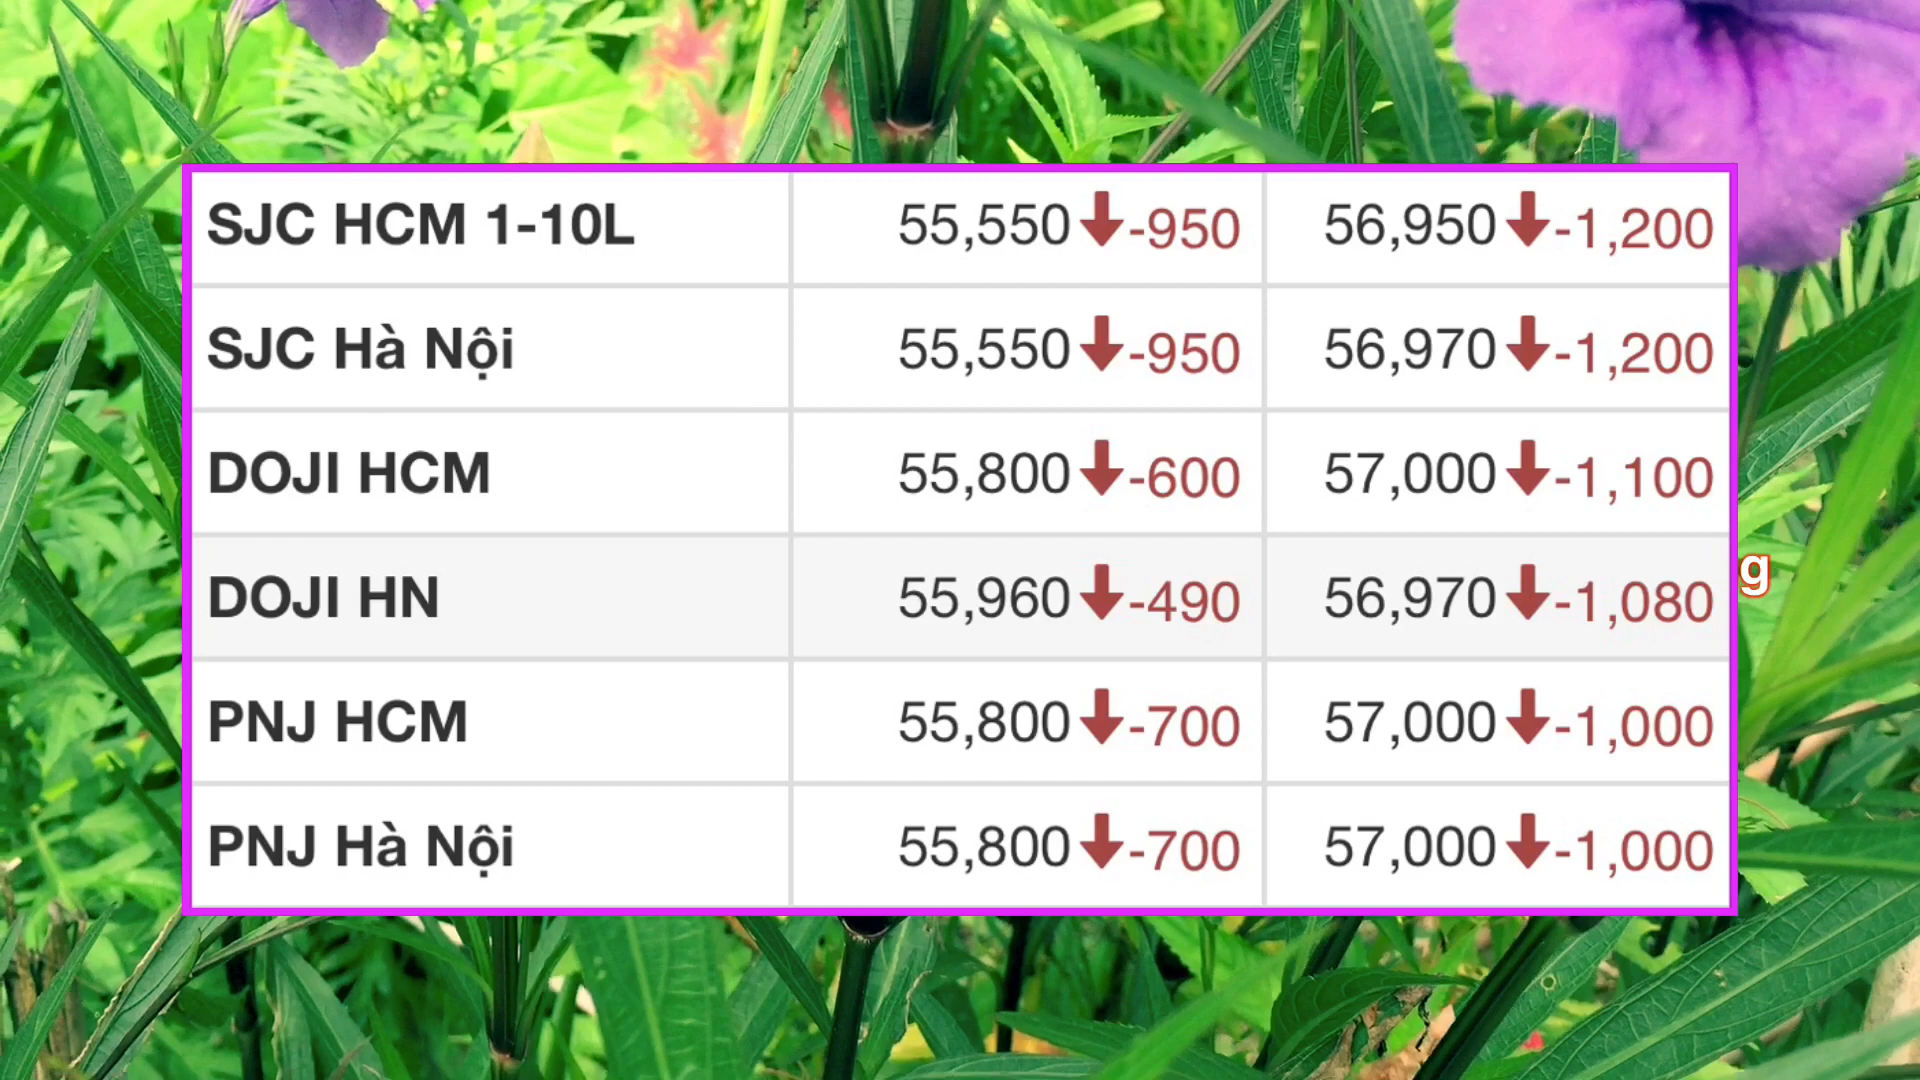 SJC HCM 1-10L 55,550 -950 56,950 -1,200
SJC Hà Nội 55,550 -950 56,970 -1,200
DOJI HCM 55,800 -600 57,000 -1,100
DOJI HN 55,960 -490 56,970 -1,080
g
PNJ HCM 55,800 -700 57,000 -1,000
PNJ Hà Nội 55,800 -700 57,000 -1,000